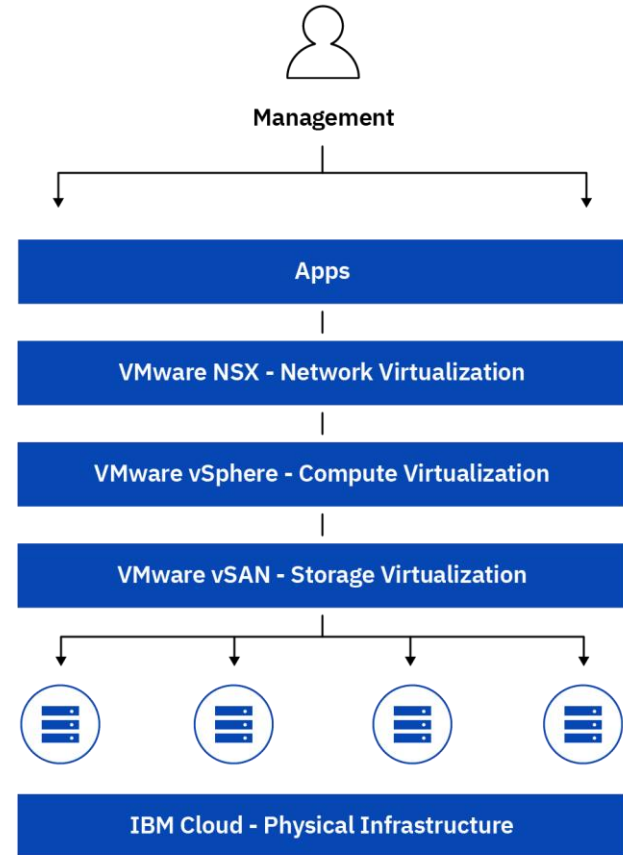 Management
Apps
VMware NSX - Network Virtualization
VMware vSphere - Compute Virtualization
VMware vSAN - Storage Virtualization
IBM Cloud - Physical Infrastructure